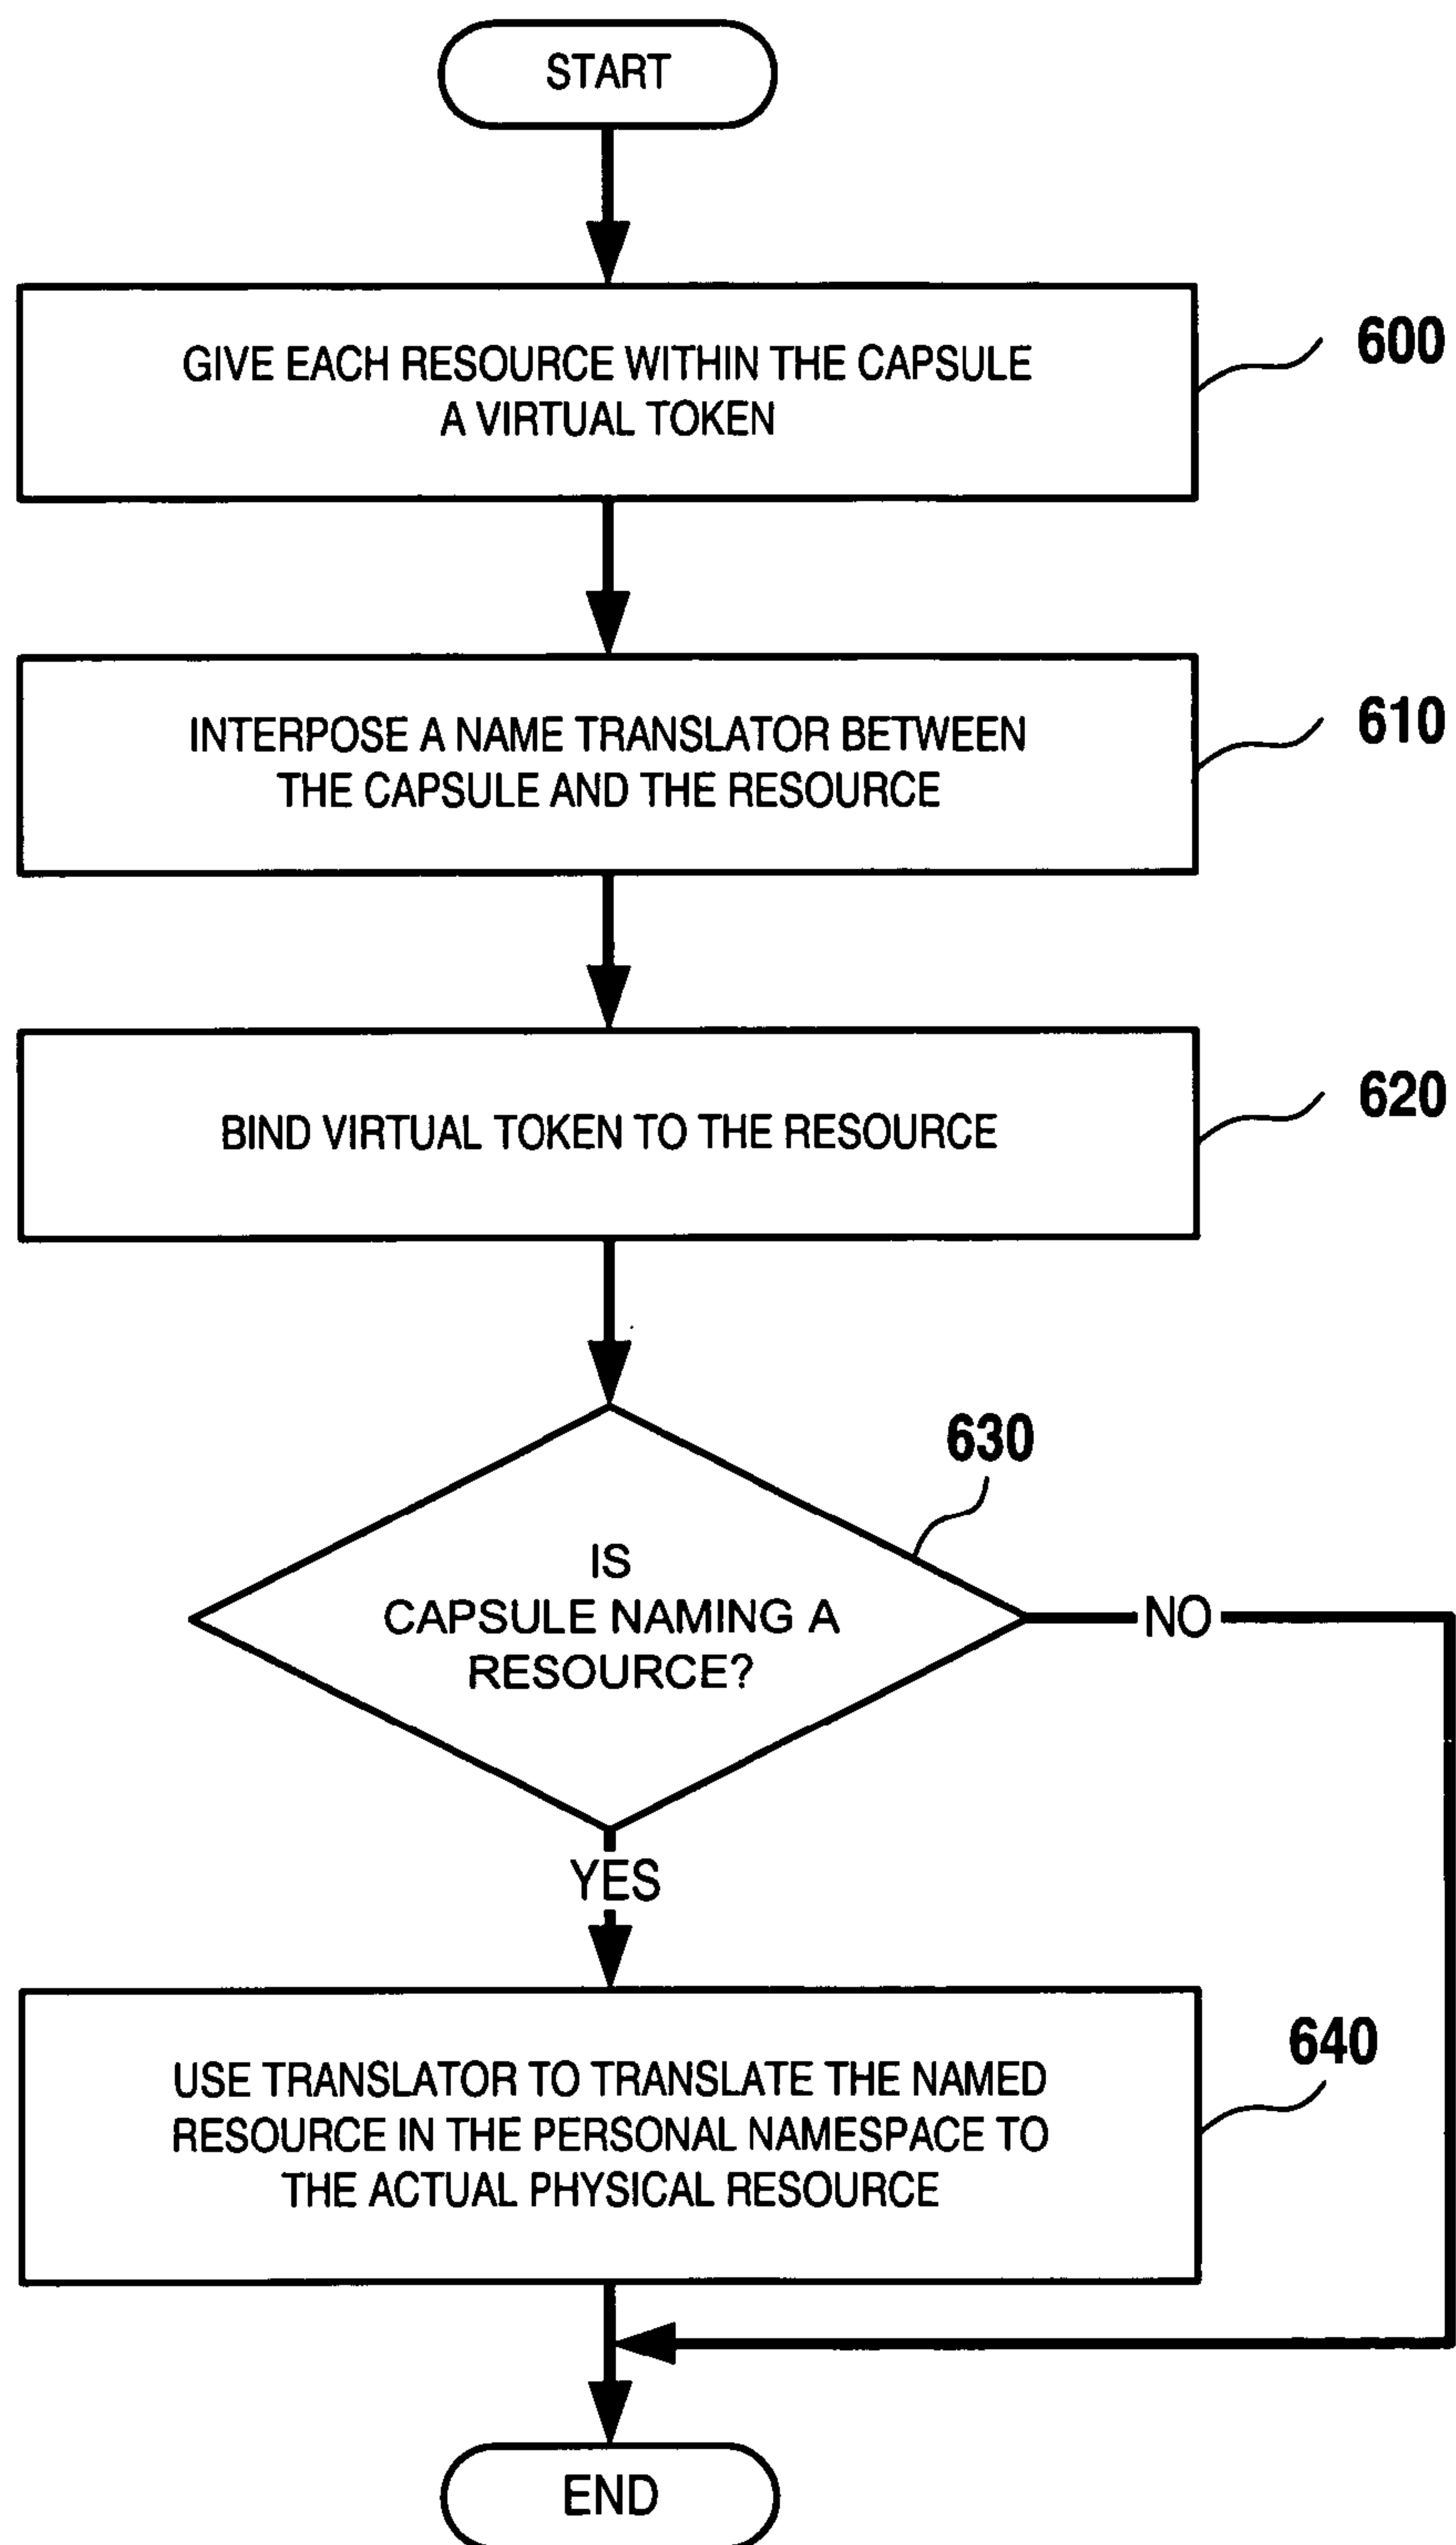 START
GIVE EACH RESOURCE WITHIN THE CAPSULE
A VIRTUAL TOKEN
600
INTERPOSE A NAME TRANSLATOR BETWEEN
THE CAPSULE AND THE RESOURCE
610
BIND VIRTUAL TOKEN TO THE RESOURCE
620
630
IS
CAPSULE NAMING A
RESOURCE?
NO
YES
USE TRANSLATOR TO TRANSLATE THE NAMED
RESOURCE IN THE PERSONAL NAMESPACE TO
THE ACTUAL PHYSICAL RESOURCE
640
END